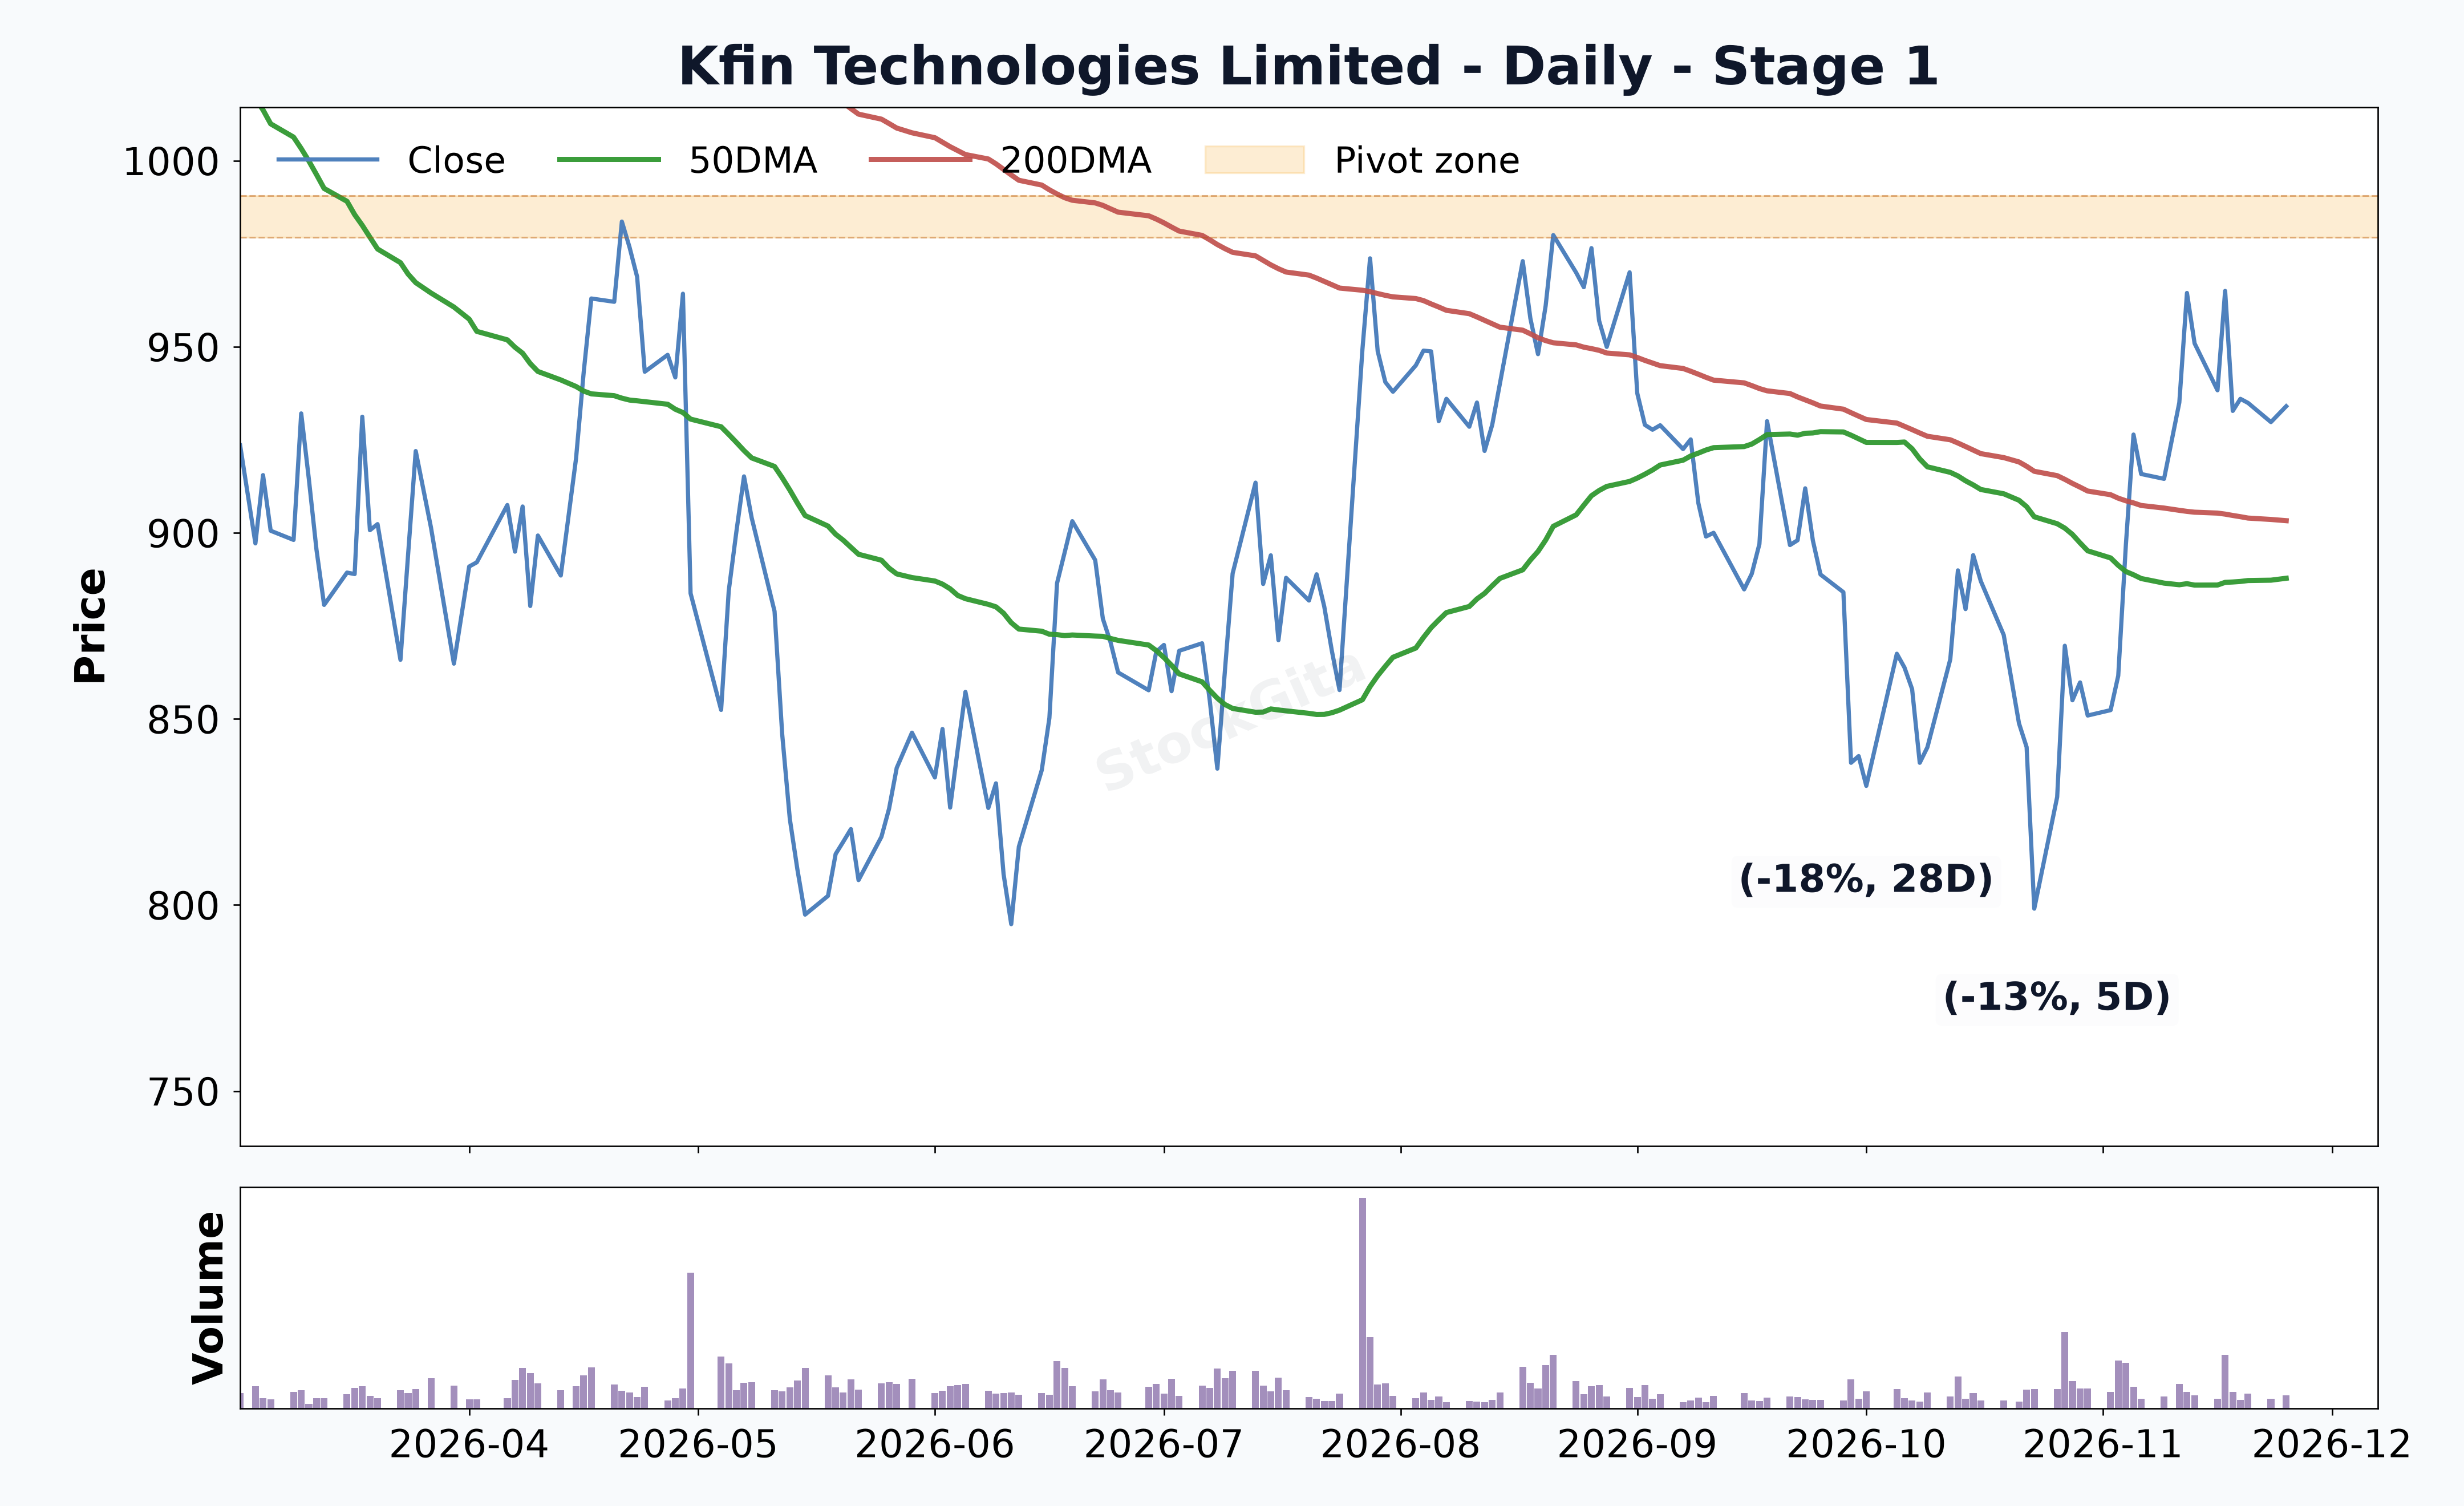 Kfin Technologies Limited - Daily - Stage 1
Close 50DMA 200DMA Pivot zone
1000
950
900
850
800
750
Price
StockGita
(-18%, 28D)
(-13%, 5D)
Volume
2026-04 2026-05 2026-06 2026-07 2026-08 2026-09 2026-10 2026-11 2026-12